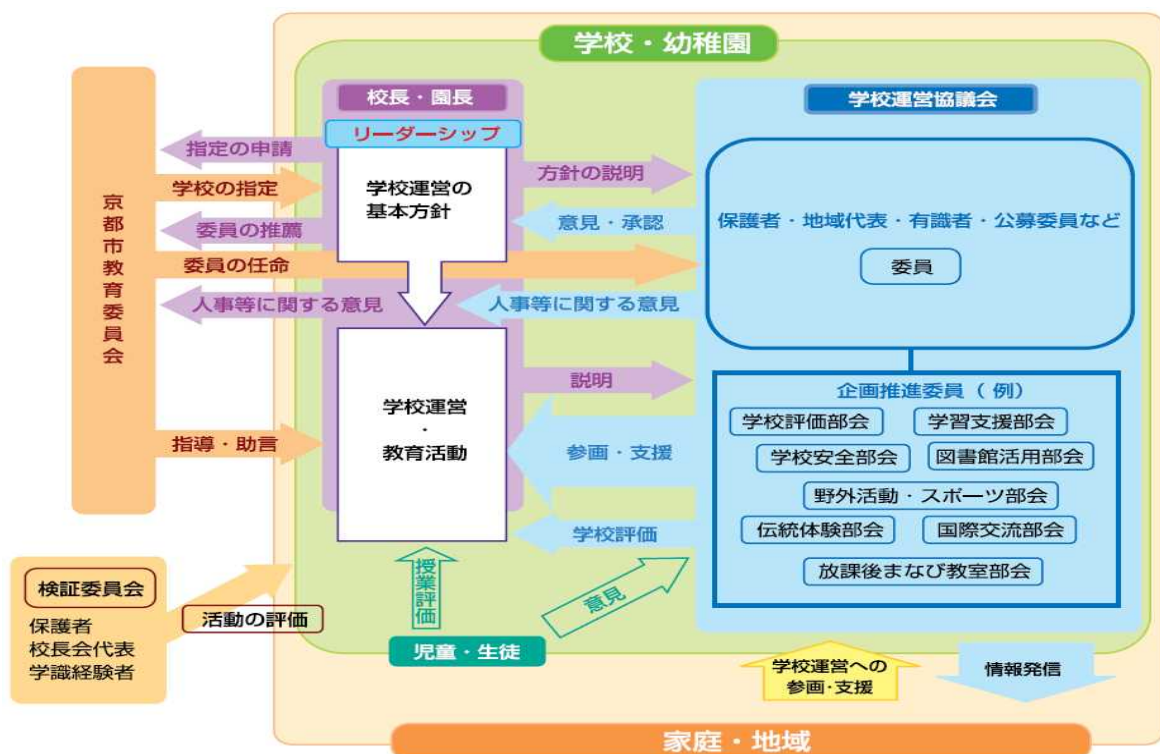 学校・幼稚園
校長・園長
リーダーシップ
学校運営の
基本方針
学校運営
・
教育活動
京都市教育委員会
指定の申請
学校の指定
委員の推薦
委員の任命
人事等に関する意見
指導・助言
方針の説明
意見・承認
人事等に関する意見
説明
参画・支援
学校評価
学校運営協議会
保護者・地域代表・有識者・公募委員など
委員
企画推進委員（例）
学校評価部会
学習支援部会
学校安全部会
図書館活用部会
野外活動・スポーツ部会
伝統体験部会
国際交流部会
放課後まなび教室部会
検証委員会
保護者
校長会代表
学識経験者
活動の評価
授業評価
意見
児童・生徒
学校運営への
参画・支援
情報発信
家庭・地域